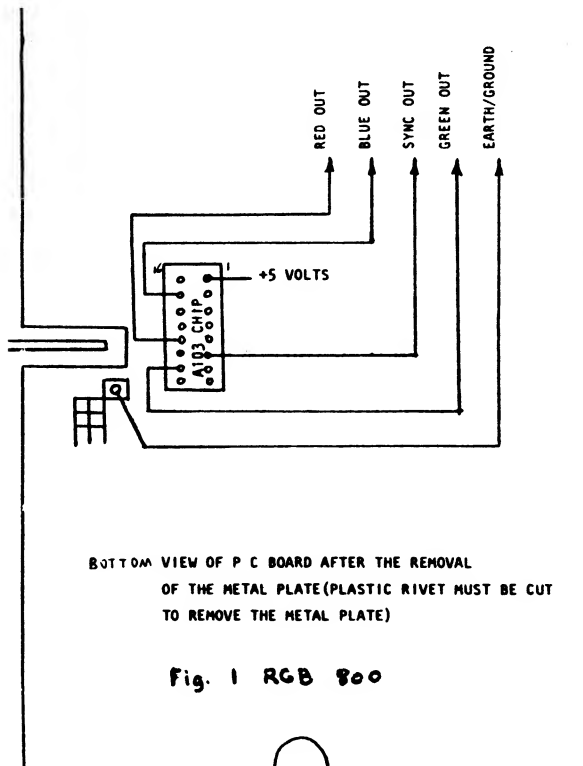 RED OUT
BLUE OUT
SYNC OUT
GREEN OUT
EARTH/GROUND
16
1
+5 VOLTS
A103 CHIP
BOTTOM VIEW OF P C BOARD AFTER THE REMOVAL
OF THE METAL PLATE(PLASTIC RIVET MUST BE CUT
TO REMOVE THE METAL PLATE)
Fig. 1 RGB 800